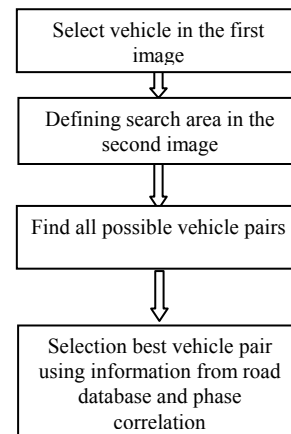 Select vehicle in the first
image
Defining search area in the
second image
Find all possible vehicle pairs
Selection best vehicle pair
using information from road
database and phase
correlation